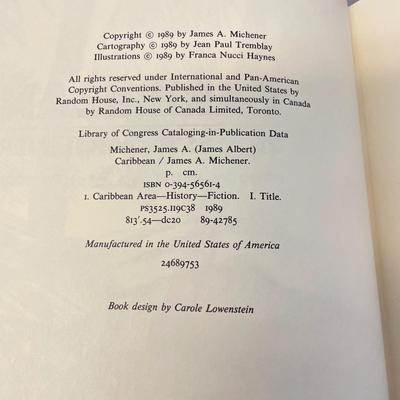 Copyright © 1989 by James A. Michener
Cartography © 1989 by Jean Paul Tremblay
Illustrations © 1989 by Franca Nucci Haynes
All rights reserved under International and Pan-American
Copyright Conventions. Published in the United States by
Random House, Inc., New York, and simultaneously in Canada
by Random House of Canada Limited, Toronto.
Library of Congress Cataloging-in-Publication Data
Michener, James A. (James Albert)
Caribbean / James A. Michener.
p. cm.
ISBN 0-394-56561-4
1. Caribbean Area—History—Fiction. I. Title.
PS3525.I19C38 1989
813'.54—dc20 89-42785
Manufactured in the United States of America
24689753
Book design by Carole Lowenstein